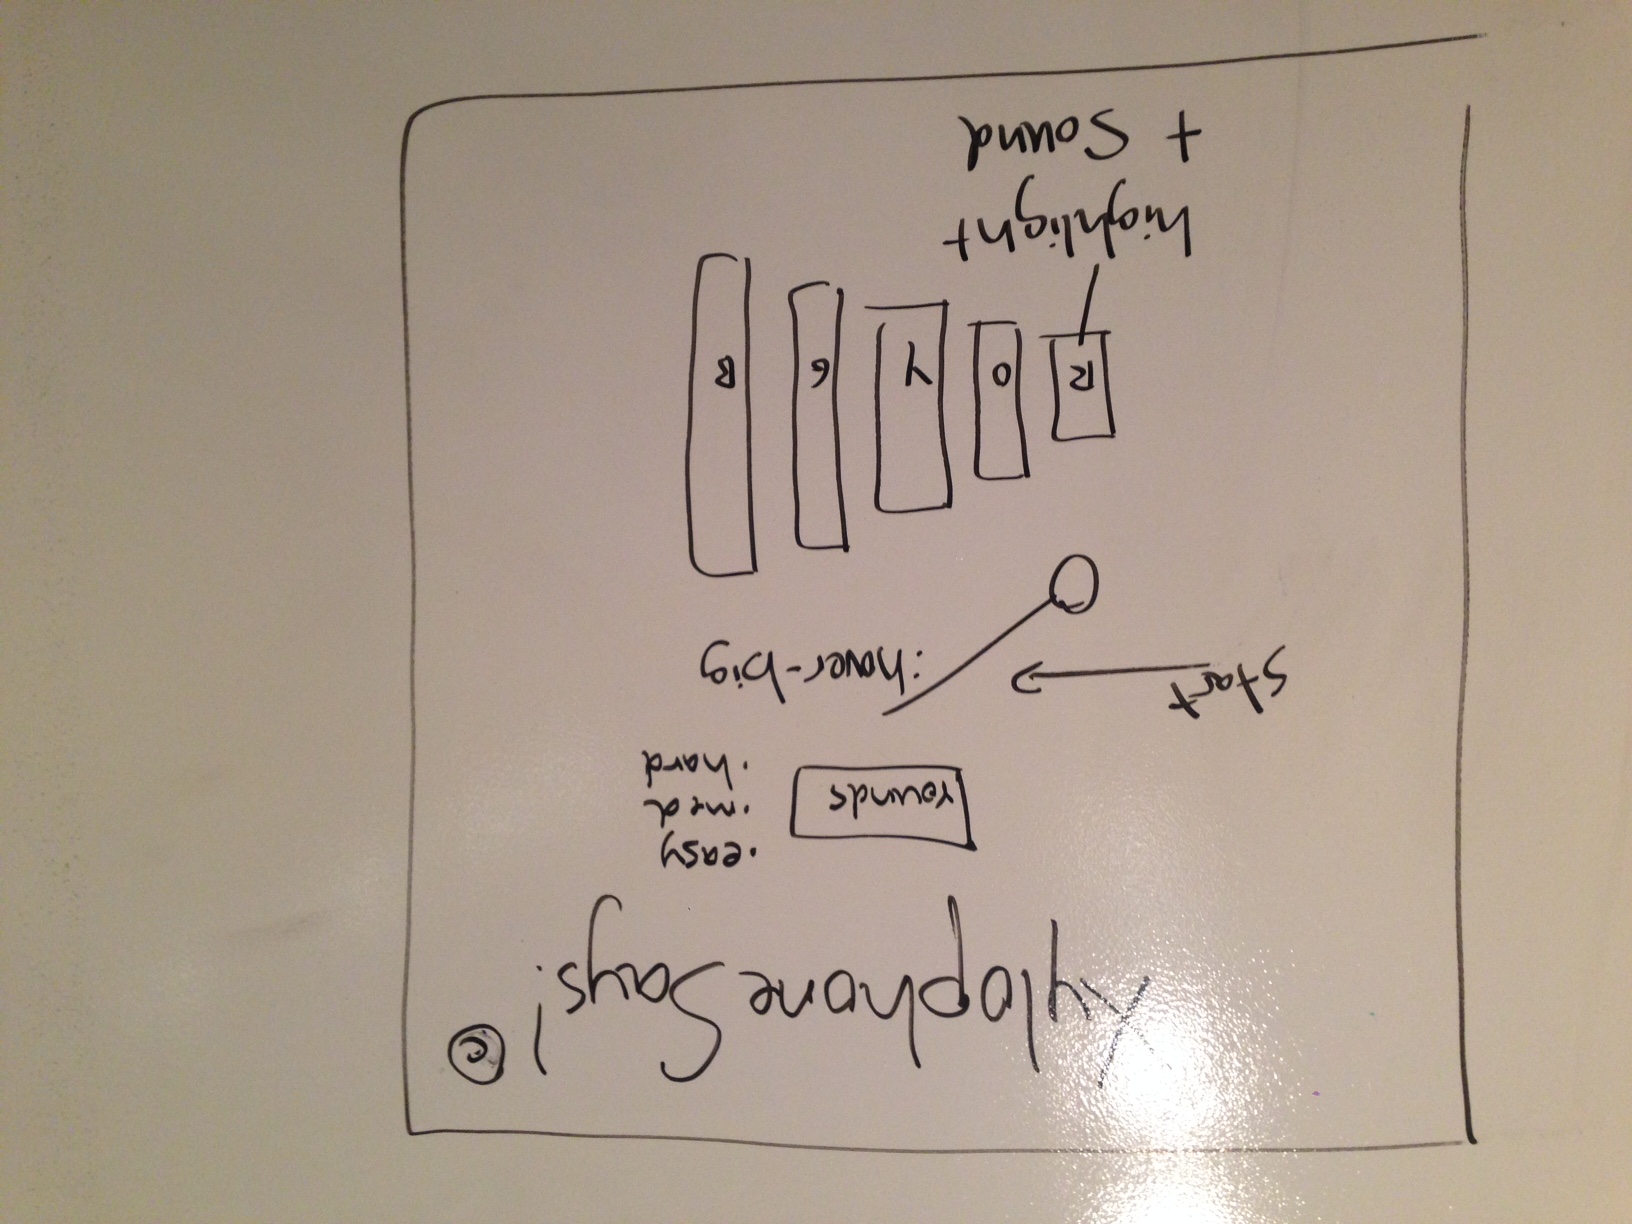 Xylophone Says! ©
rounds
• easy
• med
• hard
start
:hover-big
R O Y G B
highlight
+ Sound